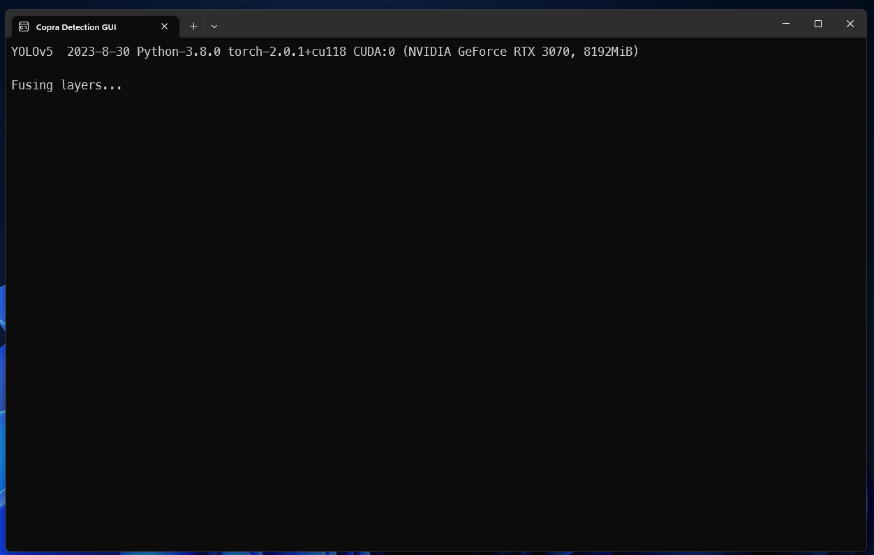 Copra Detection GUI
YOLOv5  2023-8-30 Python-3.8.0 torch-2.0.1+cu118 CUDA:0 (NVIDIA GeForce RTX 3070, 8192MiB)
Fusing layers...